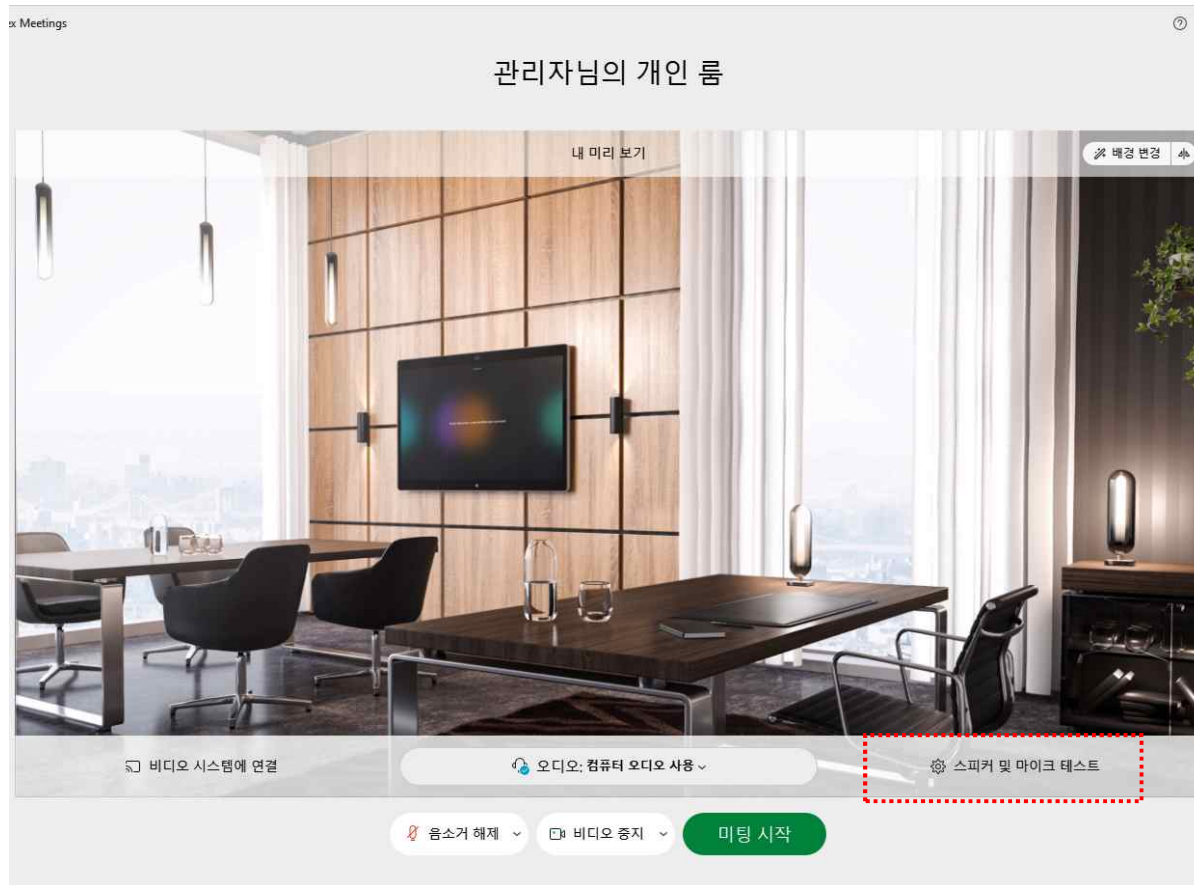 ex Meetings
관리자님의 개인 룸
내 미리 보기
배경 변경
비디오 시스템에 연결
오디오: 컴퓨터 오디오 사용
스피커 및 마이크 테스트
음소거 해제
비디오 중지
미팅 시작